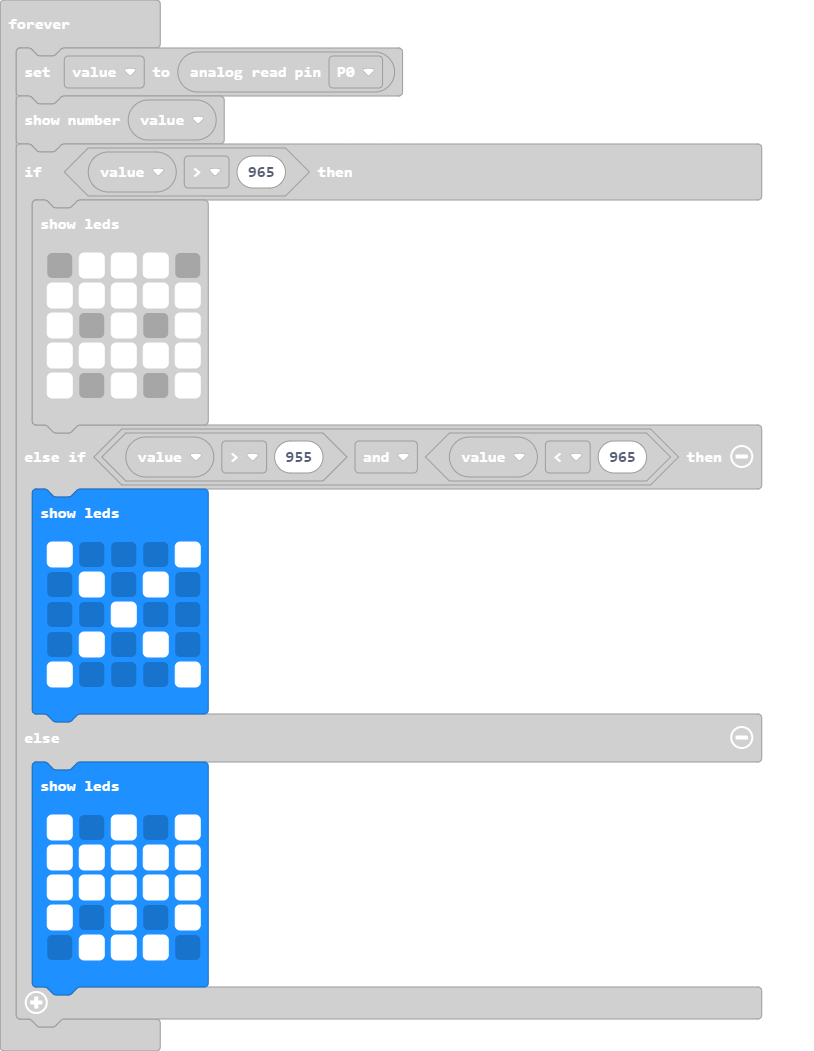 forever
set value to analog read pin P0
show number value
if value > 965 then
show leds
else if value > 955 and value < 965 then
show leds
else
show leds